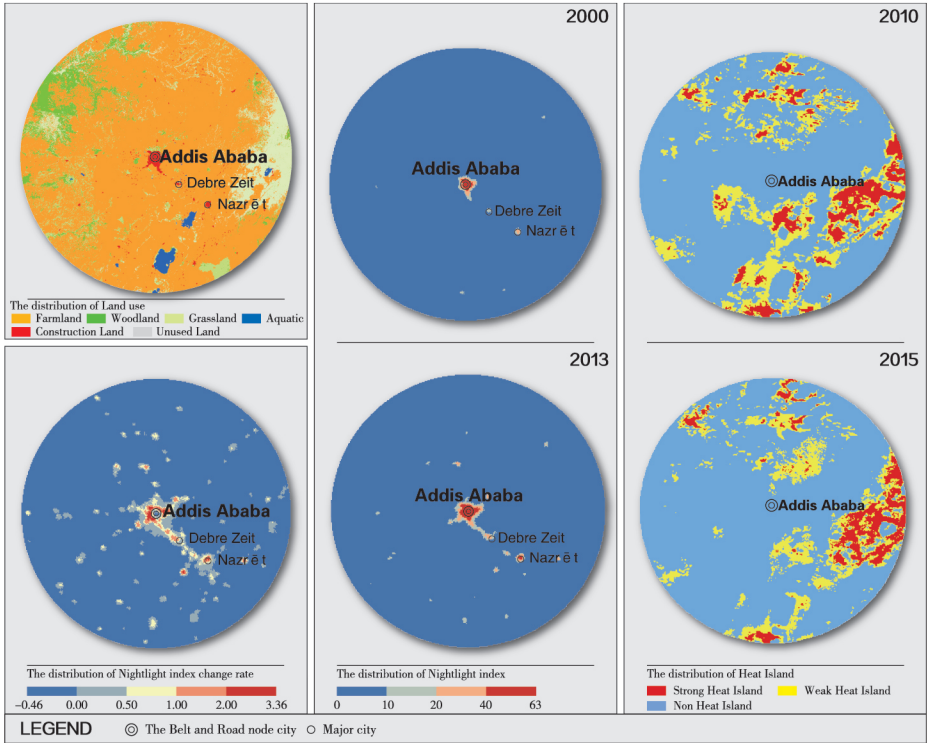 Addis Ababa
Debre Zeit
Nazrēt
The distribution of Land use
Farmland Woodland Grassland Aquatic
Construction Land Unused Land
2000
Addis Ababa
Debre Zeit
Nazrēt
2010
Addis Ababa
Addis Ababa
Debre Zeit
Nazrēt
The distribution of Nightlight index change rate
−0.46 0.00 0.50 1.00 2.00 3.36
2013
Addis Ababa
Debre Zeit
Nazrēt
The distribution of Nightlight index
0 10 20 40 63
2015
Addis Ababa
The distribution of Heat Island
Strong Heat Island Weak Heat Island
Non Heat Island
LEGEND The Belt and Road node city Major city